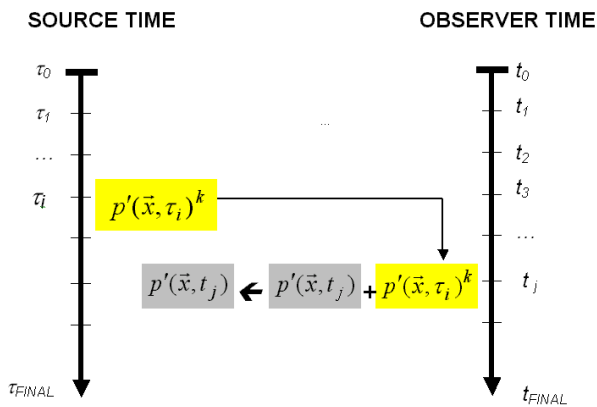 SOURCE TIME
OBSERVER TIME
τ0
t0
τ1
t1
...
...
t2
τi
p′(x⃗, τi)^k
t3
...
p′(x⃗, tj) ← p′(x⃗, tj) + p′(x⃗, τi)^k
tj
τFINAL
tFINAL